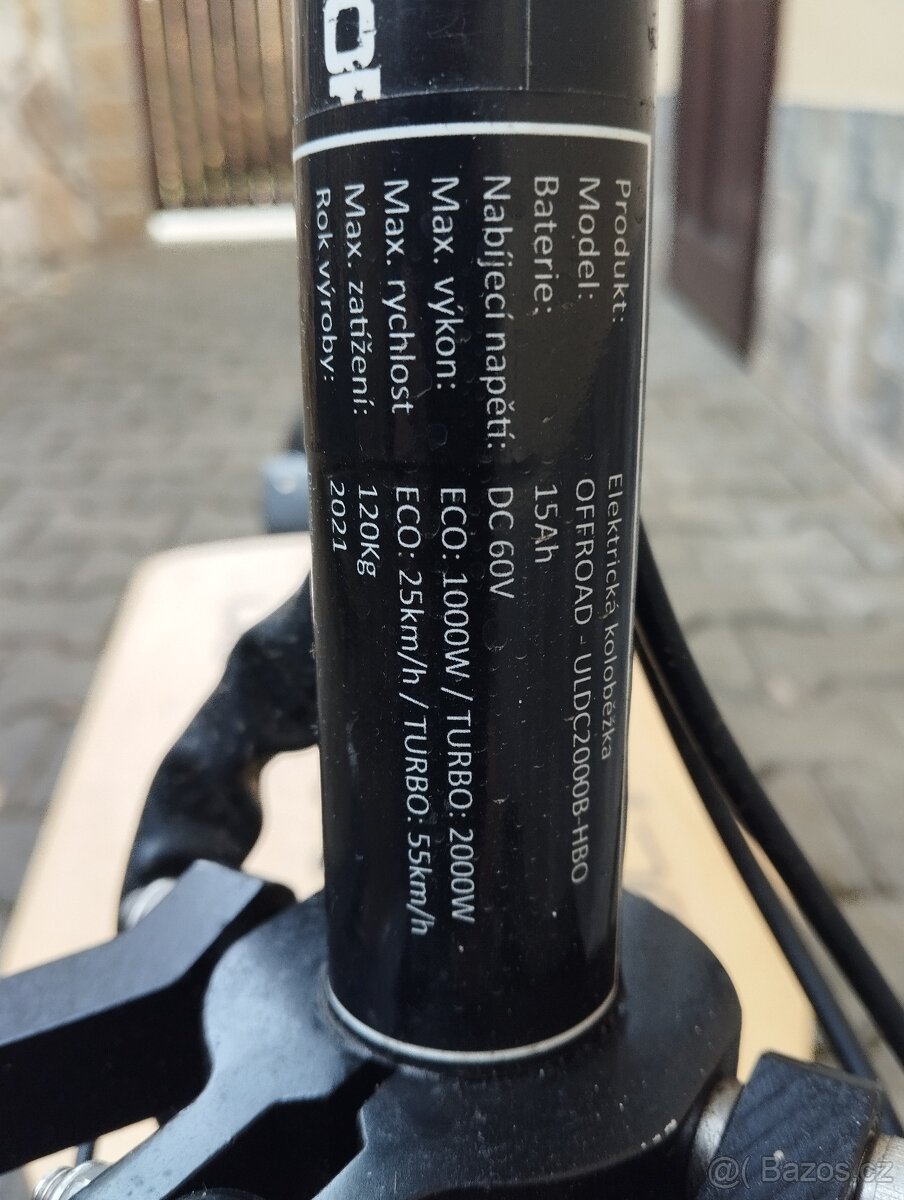 Produkt: Elektrická koloběžka
Model: OFFROAD - ULDC2000B-HBO
Baterie: 15Ah
Nabíjecí napětí: DC 60V
Max. výkon: ECO: 1000W / TURBO: 2000W
Max. rychlost ECO: 25km/h / TURBO: 55km/h
Max. zatížení: 120Kg
Rok výroby: 2021
@( Bazos.cz